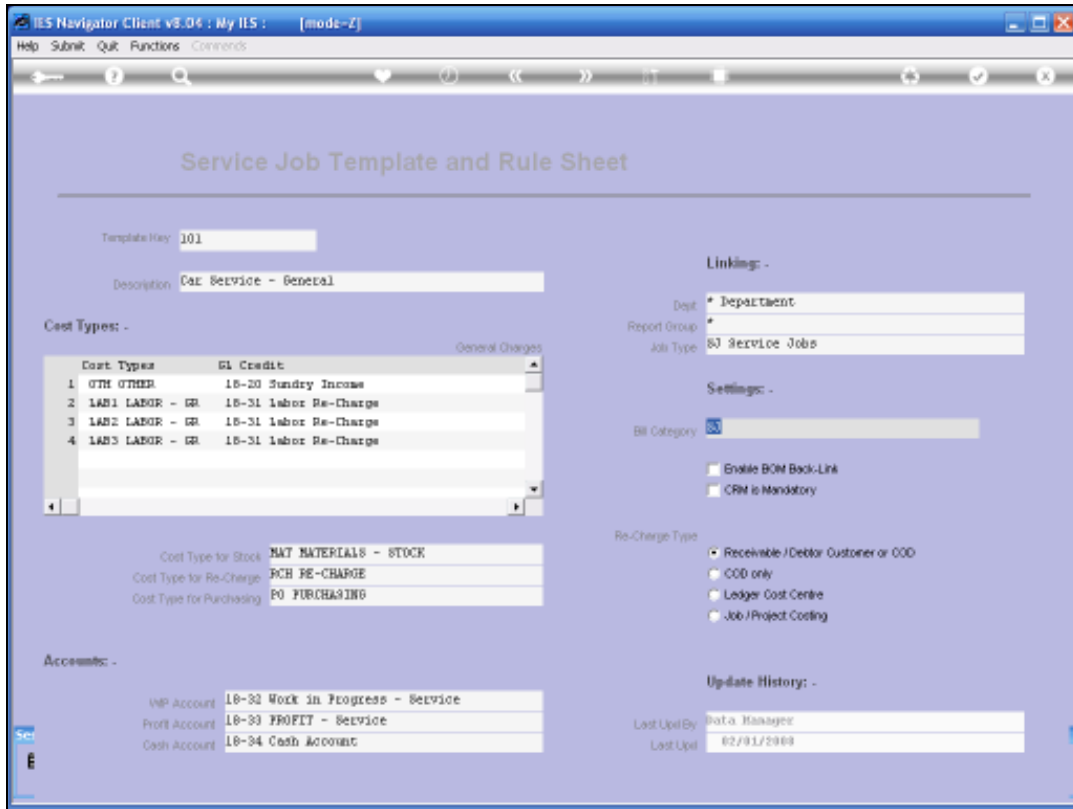 IES Navigator Client v8.04 : My IES : [mode=Z]
Help Submit Quit Functions Commends
Service Job Template and Rule Sheet
Template Key 101
Description Car Service - General
Cost Types: -
General Charges
Cost Types GL Credit
1 OTH OTHER 18-20 Sundry Income
2 LAB1 LABOR - GR 18-31 Labor Re-Charge
3 LAB2 LABOR - GR 18-31 Labor Re-Charge
4 LAB3 LABOR - GR 18-31 Labor Re-Charge
Cost Type for Stock MAT MATERIALS - STOCK
Cost Type for Re-Charge RCH RE-CHARGE
Cost Type for Purchasing PO PURCHASING
Accounts: -
WIP Account 18-32 Work in Progress - Service
Profit Account 18-33 PROFIT - Service
Cash Account 18-34 Cash Account
Linking: -
Dept * Department
Report Group *
Job Type SJ Service Jobs
Settings: -
Bill Category SJ
Enable BOM Back-Link
CRM is Mandatory
Re-Charge Type
Receivable / Debtor Customer or COD
COD only
Ledger Cost Centre
Job / Project Costing
Update History: -
Last Upd By Data Manager
Last Upd 02/01/2008